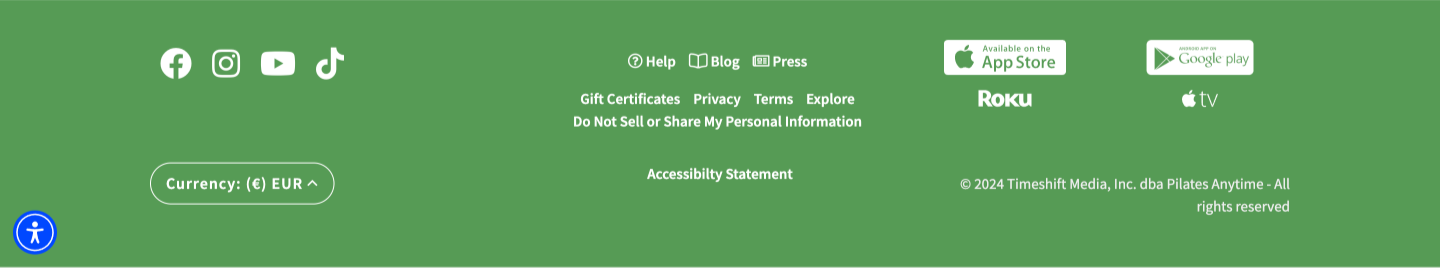 Help Blog Press
Gift Certificates Privacy Terms Explore
Do Not Sell or Share My Personal Information
Accessibilty Statement
Available on the
App Store
ANDROID APP ON
Google play
Roku
tv
Currency: (€) EUR
© 2024 Timeshift Media, Inc. dba Pilates Anytime - All
rights reserved